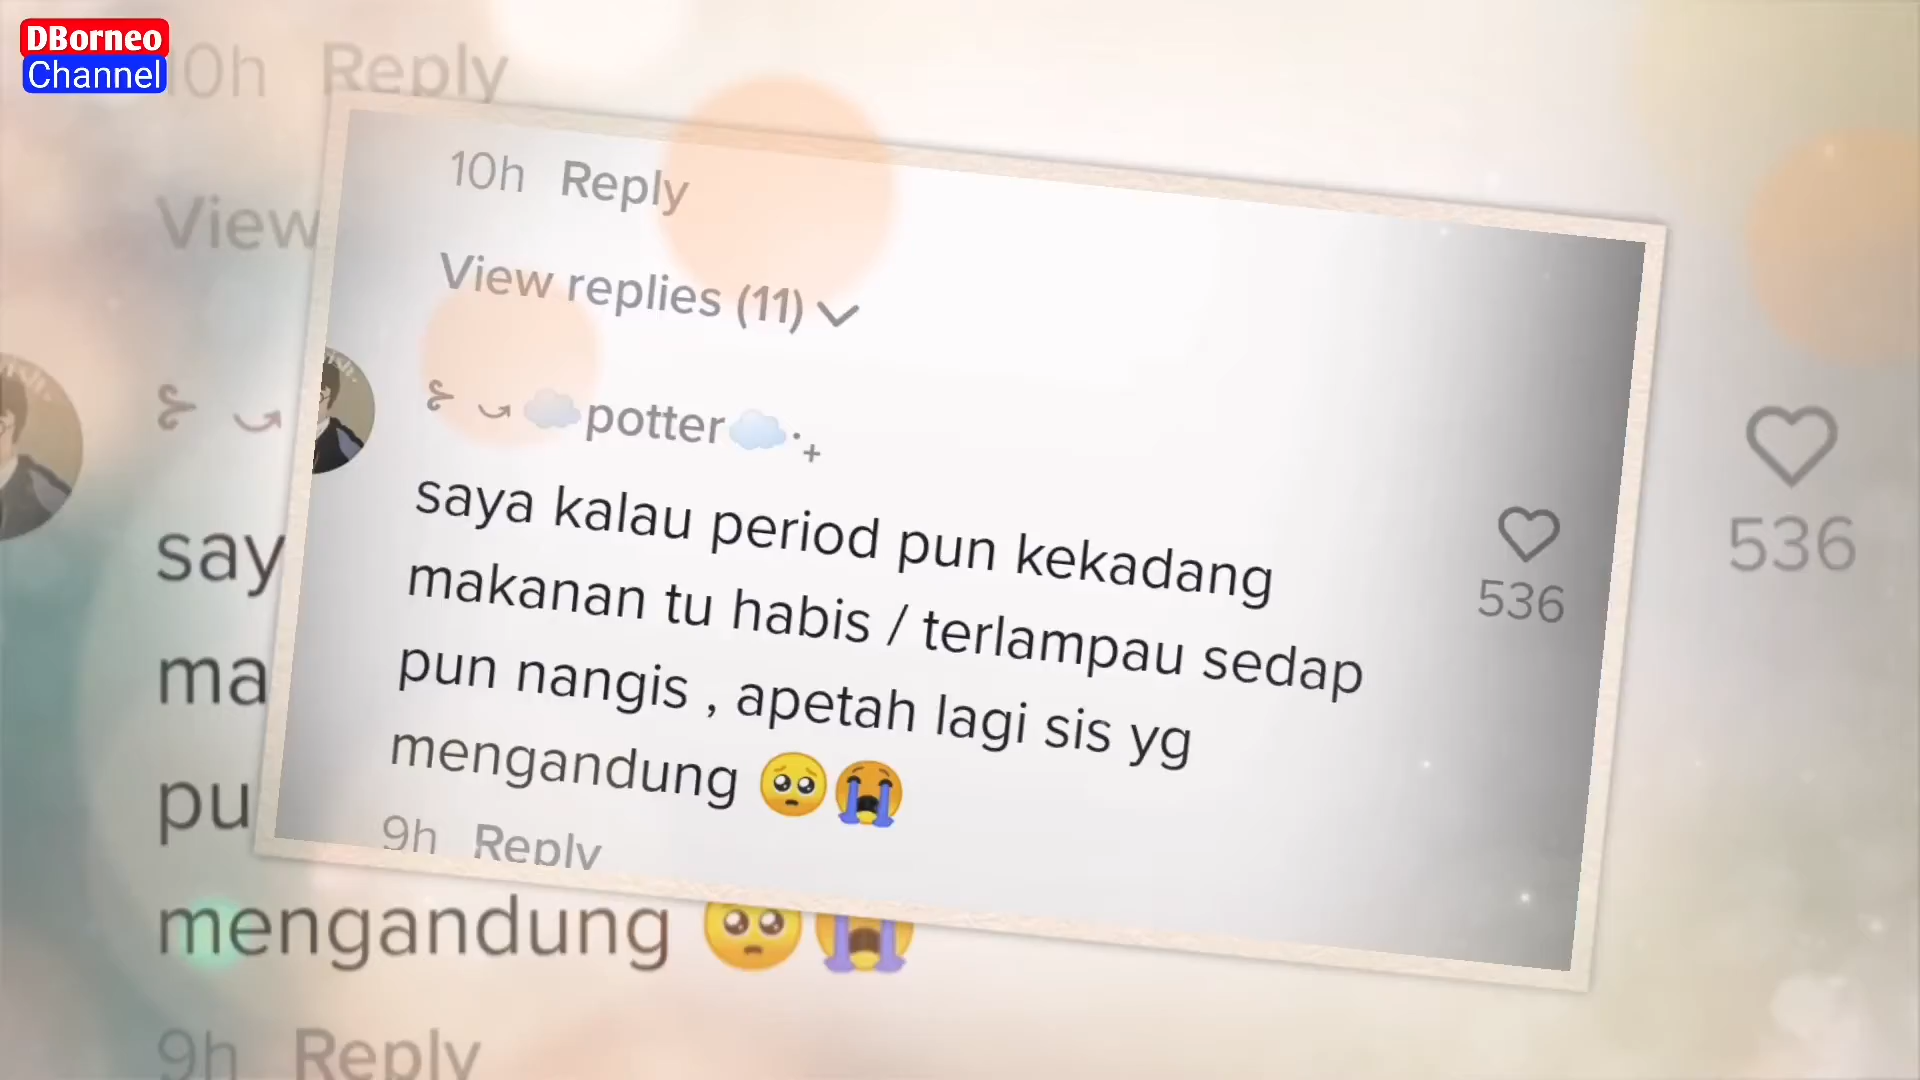 DBorneo
Channel
10h Reply
View
say
ma
pu
mengandung 🥺😭
9h Reply
536
10h Reply
View replies (11)
☁️potter☁️
saya kalau period pun kekadang
makanan tu habis / terlampau sedap
pun nangis , apetah lagi sis yg
mengandung 🥺😭
536
9h Reply